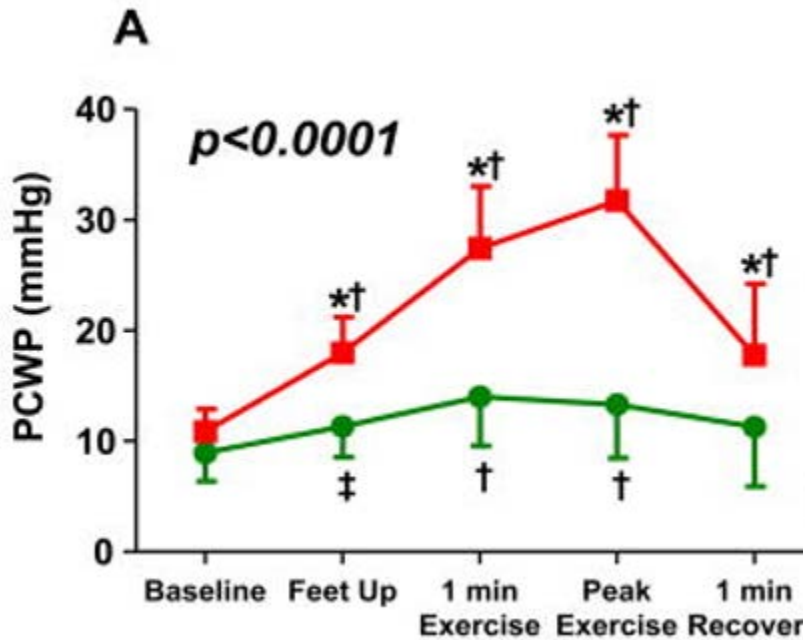 A
40
p<0.0001
*†
*†
30
*†
*†
20
PCWP (mmHg)
10
‡
†
†
0
Baseline Feet Up 1 min Peak 1 min
Exercise Exercise Recover